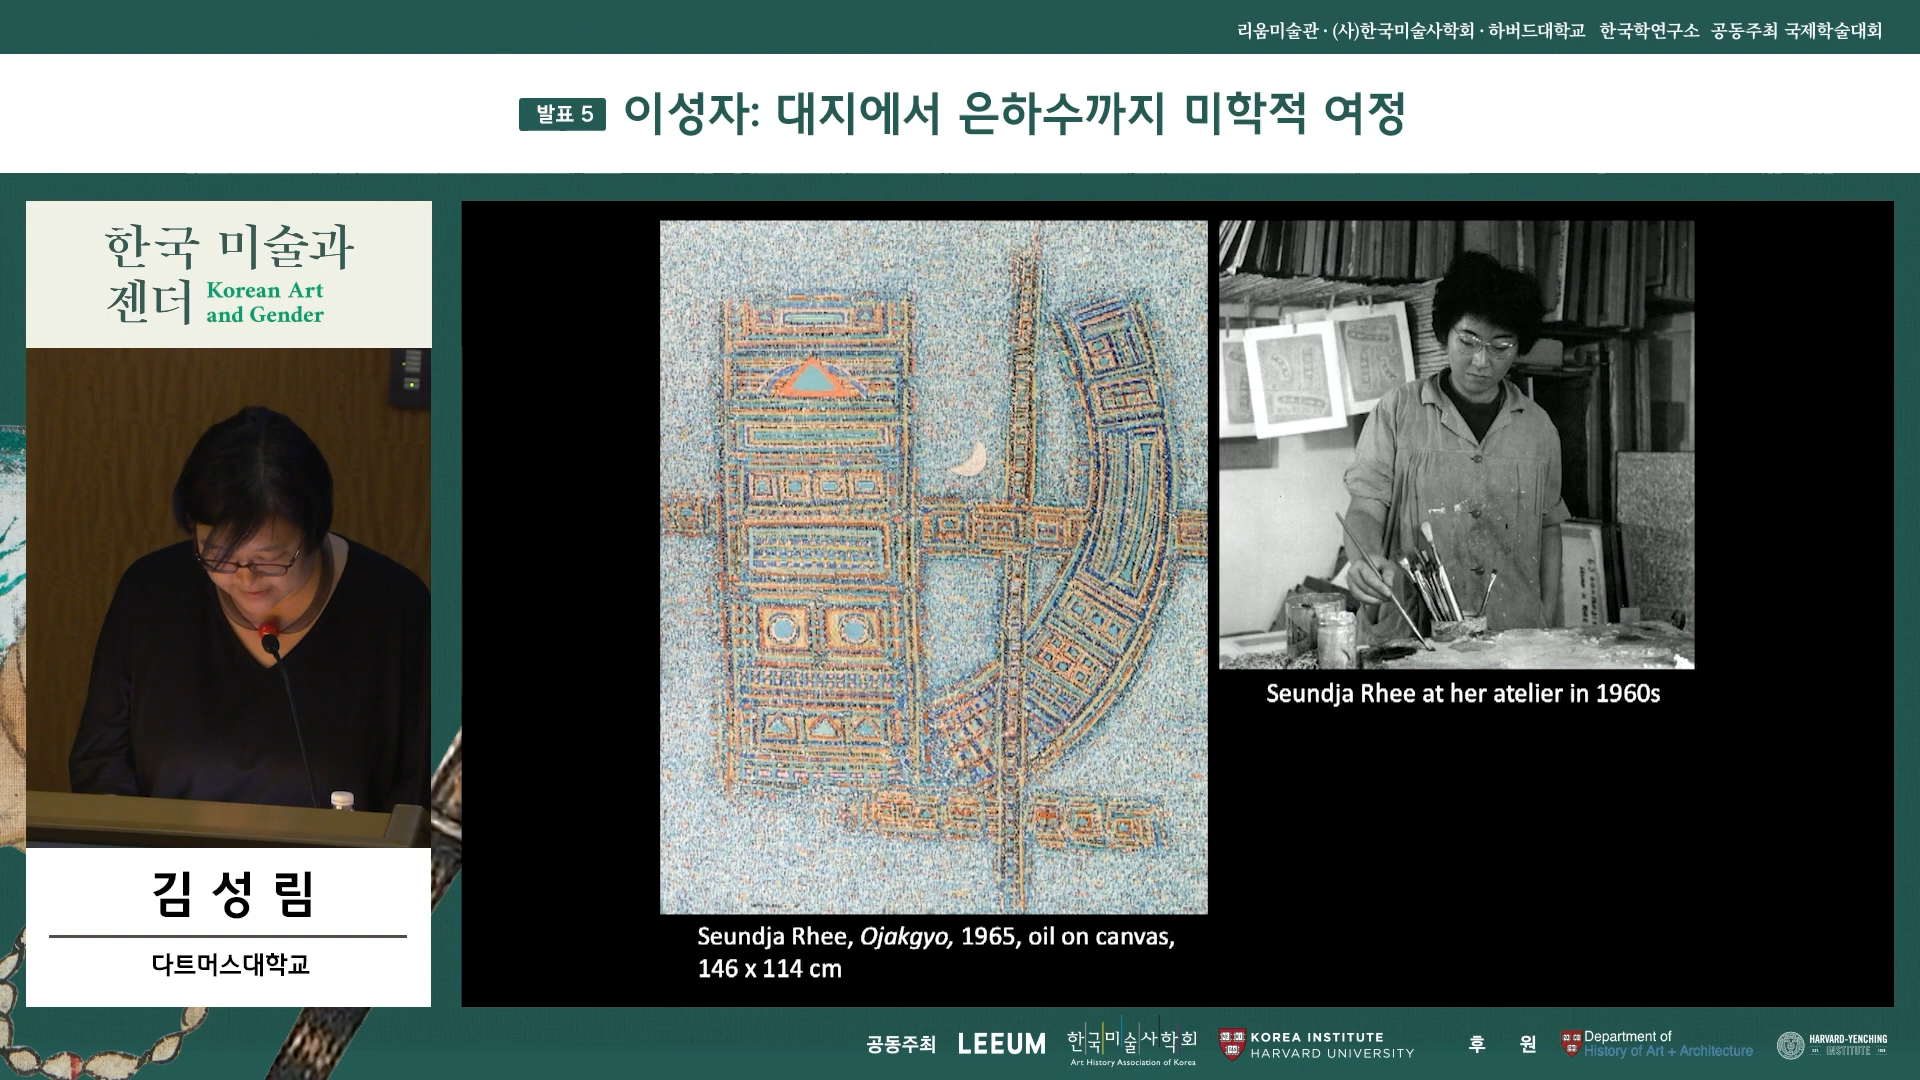 리움미술관 · (사)한국미술사학회 · 하버드대학교 한국학연구소 공동주최 국제학술대회
발표 5 이성자: 대지에서 은하수까지 미학적 여정
한국 미술과
젠더 Korean Art
and Gender
김성림
다트머스대학교
Seundja Rhee, Ojakgyo, 1965, oil on canvas,
146 x 114 cm
Seundja Rhee at her atelier in 1960s
공동주최 LEEUM
한국미술사학회
Art History Association of Korea
KOREA INSTITUTE
HARVARD UNIVERSITY
후 원
Department of
History of Art + Architecture
HARVARD-YENCHING
INSTITUTE